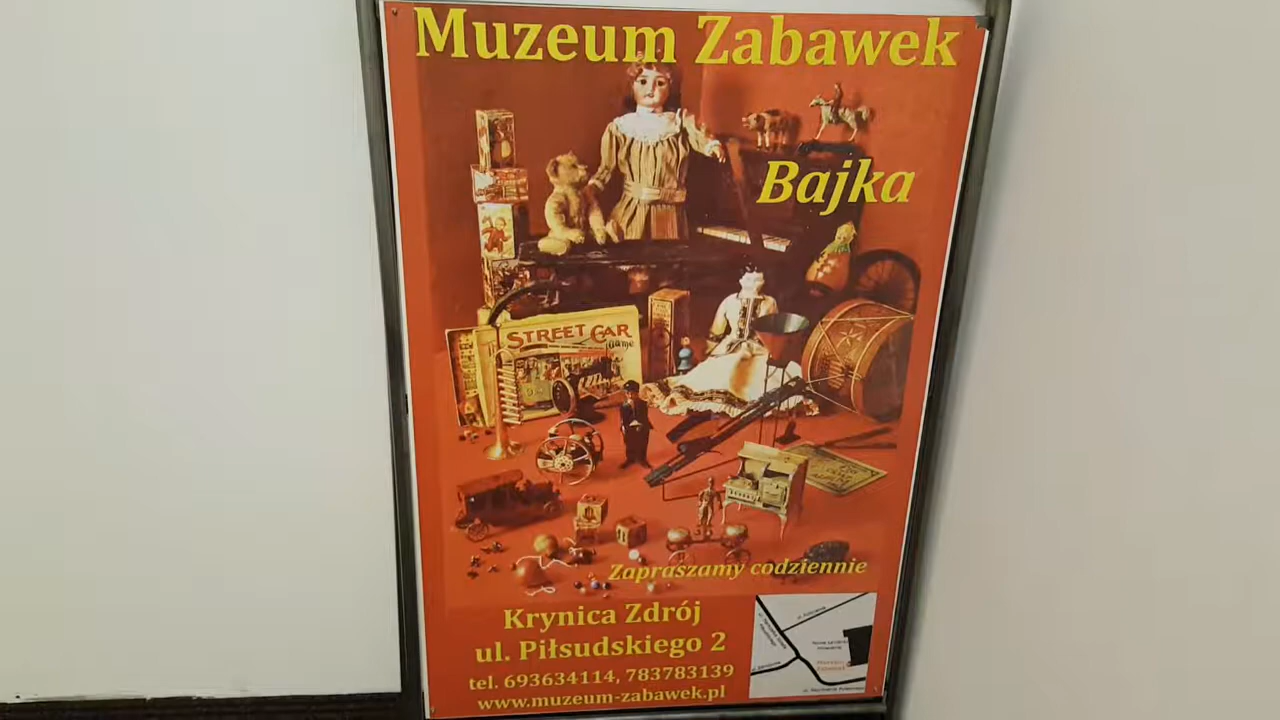 Muzeum Zabawek
Bajka
STREET CAR
Game
Zapraszamy codziennie
Krynica Zdrój
ul. Piłsudskiego 2
tel. 693634114, 783783139
www.muzeum-zabawek.pl